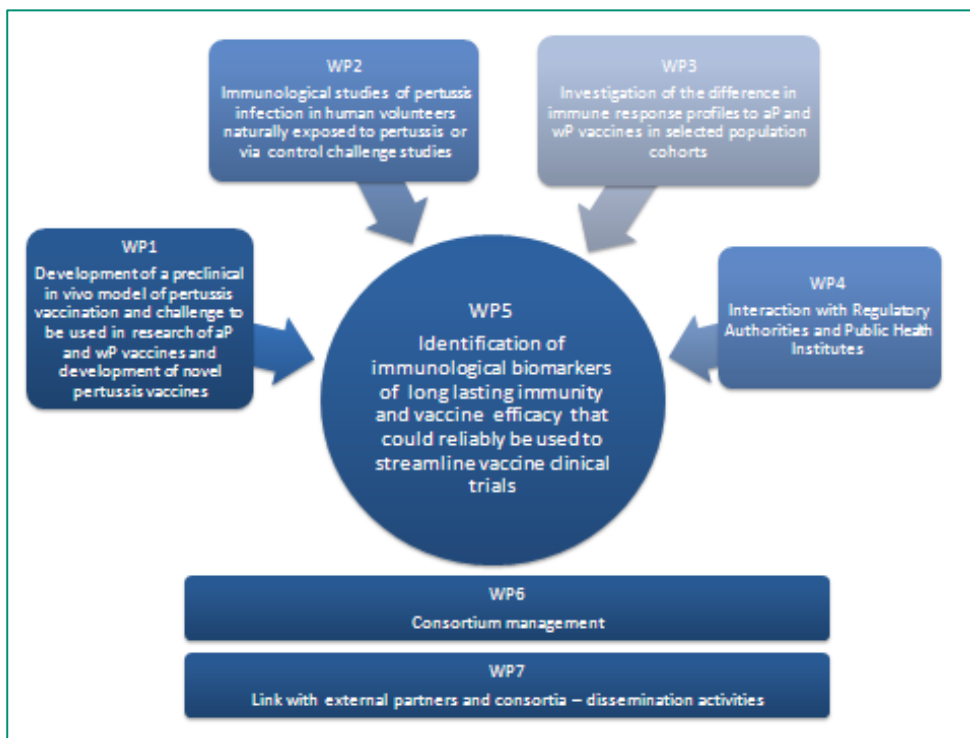 WP2
Immunological studies of pertussis
infection in human volunteers
naturally exposed to pertussis or
via control challenge studies
WP3
Investigation of the difference in
immune response profiles to aP and
wP vaccines in selected population
cohorts
WP1
Development of a preclinical
in vivo model of pertussis
vaccination and challenge to
be used in research of aP
and wP vaccines and
development of novel
pertussis vaccines
WP5
Identification of
immunological biomarkers
of long lasting immunity
and vaccine efficacy that
could reliably be used to
streamline vaccine clinical
trials
WP4
Interaction with Regulatory
Authorities and Public Health
Institutes
WP6
Consortium management
WP7
Link with external partners and consortia – dissemination activities